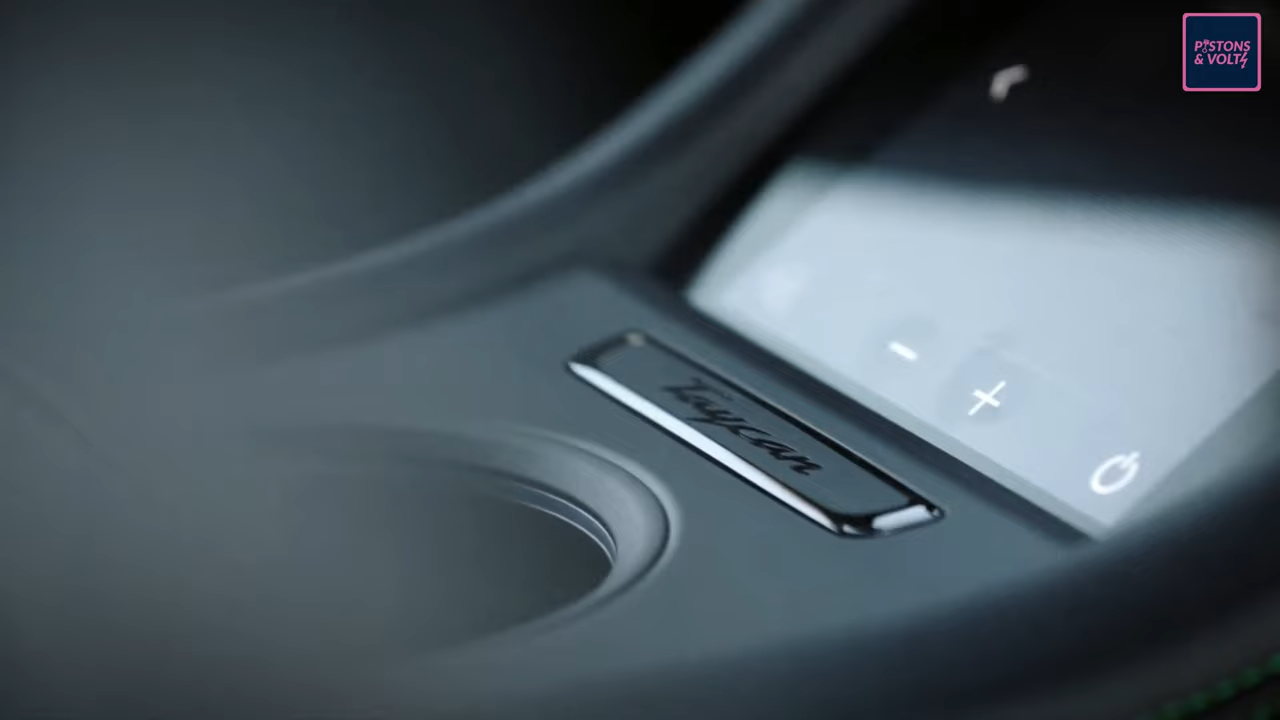 PISTONS
& VOLTS
Taycan
- 
+